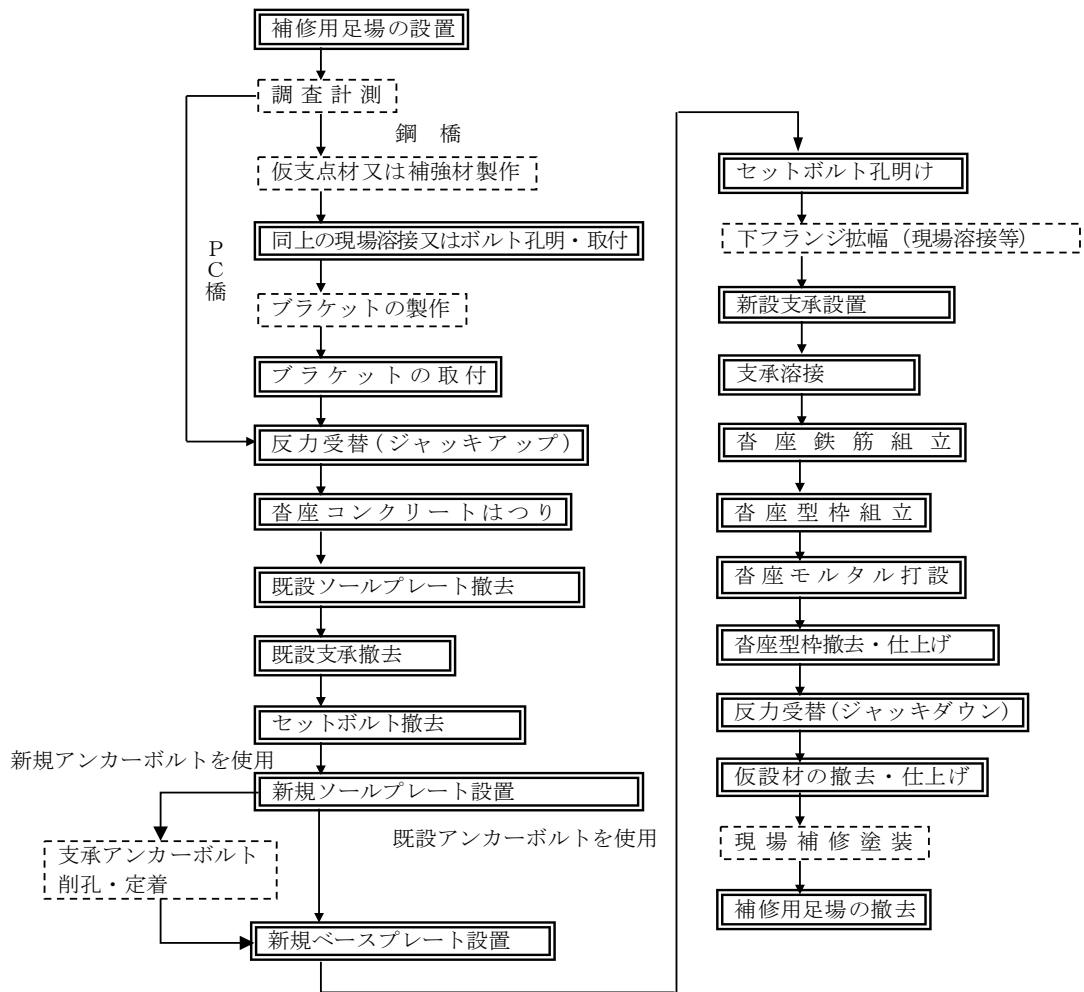 補修用足場の設置
調査計測
鋼 橋
仮支点材又は補強材製作
同上の現場溶接又はボルト孔明・取付
PC橋
ブラケットの製作
ブラケットの取付
反力受替(ジャッキアップ)
沓座コンクリートはつり
既設ソールプレート撤去
既設支承撤去
セットボルト撤去
新規アンカーボルトを使用
新規ソールプレート設置
既設アンカーボルトを使用
支承アンカーボルト
削孔・定着
新規ベースプレート設置
セットボルト孔明け
下フランジ拡幅(現場溶接等)
新設支承設置
支承溶接
沓座鉄筋組立
沓座型枠組立
沓座モルタル打設
沓座型枠撤去・仕上げ
反力受替(ジャッキダウン)
仮設材の撤去・仕上げ
現場補修塗装
補修用足場の撤去